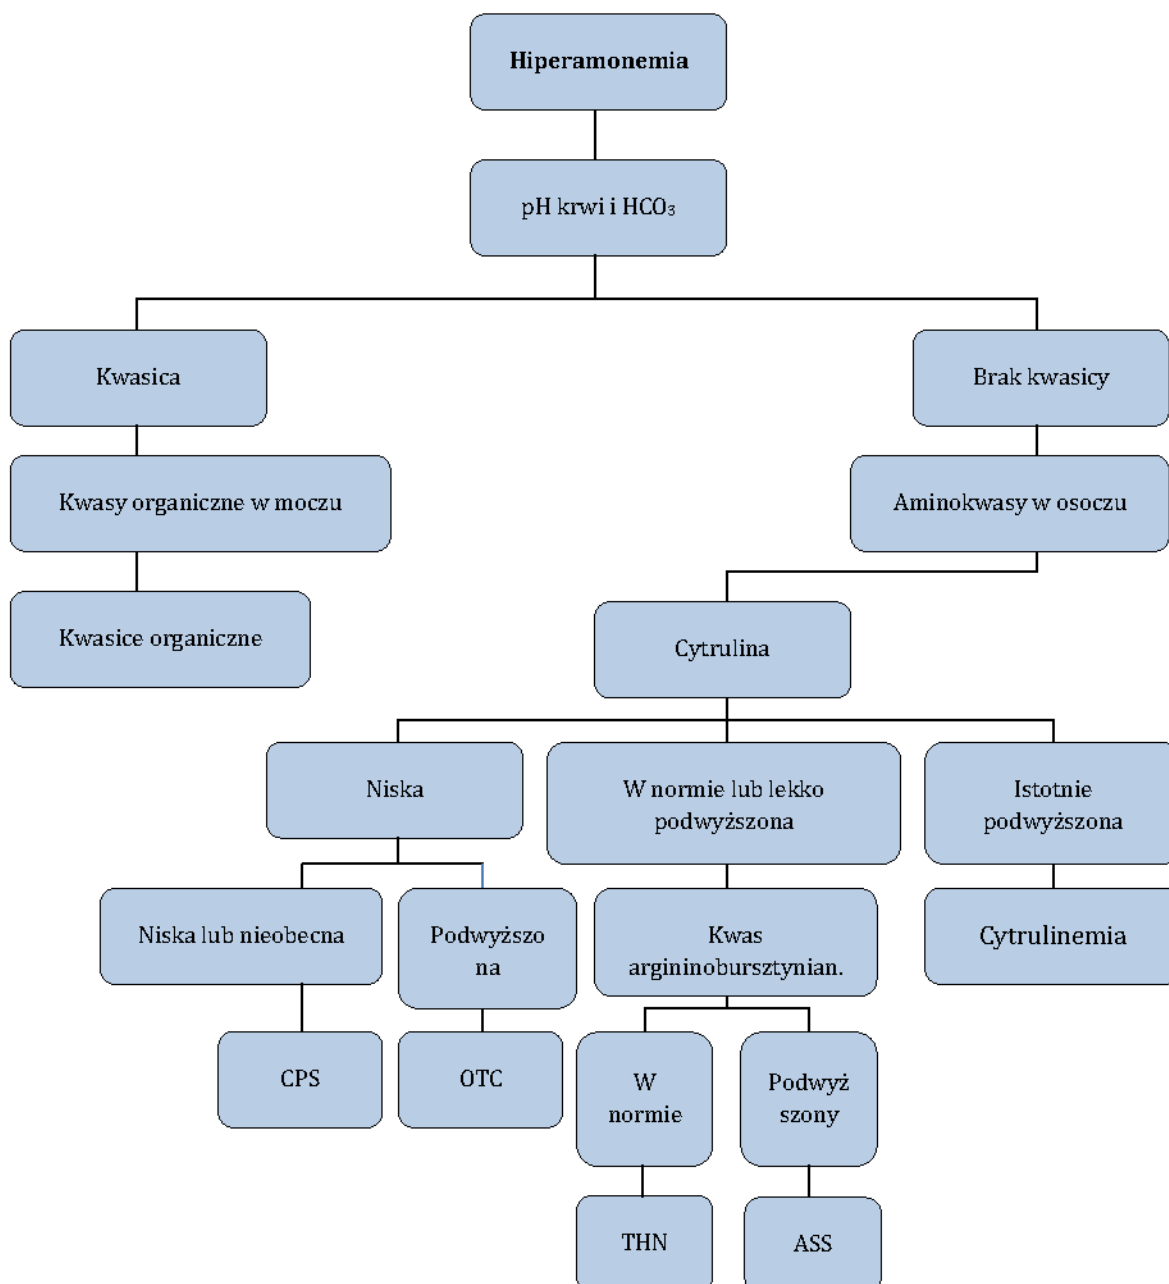 Hiperamonemia
pH krwi i HCO₃
Kwasica
Brak kwasicy
Kwasy organiczne w moczu
Aminokwasy w osoczu
Kwasice organiczne
Cytrulina
Niska
W normie lub lekko
podwyższona
Istotnie
podwyższona
Niska lub nieobecna
Podwyższo
na
Kwas
argininobursztynian.
Cytrulinemia
CPS
OTC
W
normie
Podwyż
szony
THN
ASS